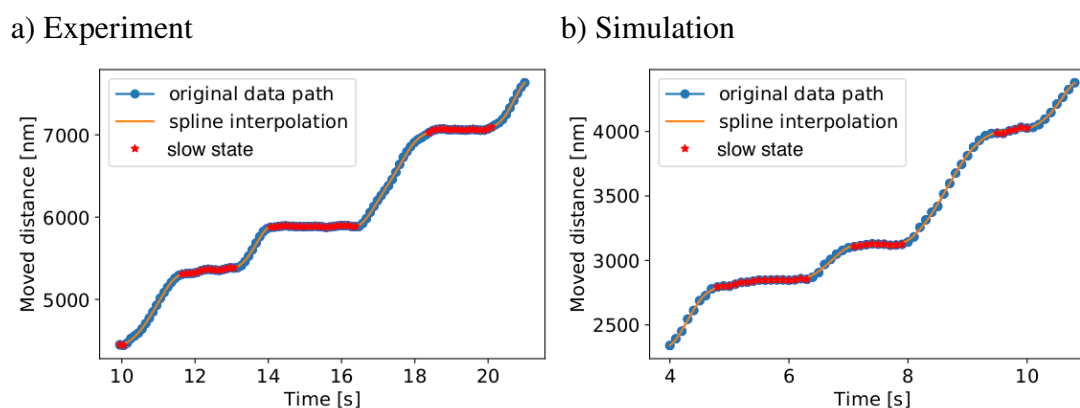 a) Experiment
original data path
spline interpolation
slow state
Moved distance [nm]
7000
6000
5000
10
12
14
16
18
20
Time [s]
b) Simulation
original data path
spline interpolation
slow state
Moved distance [nm]
4000
3500
3000
2500
4
6
8
10
Time [s]